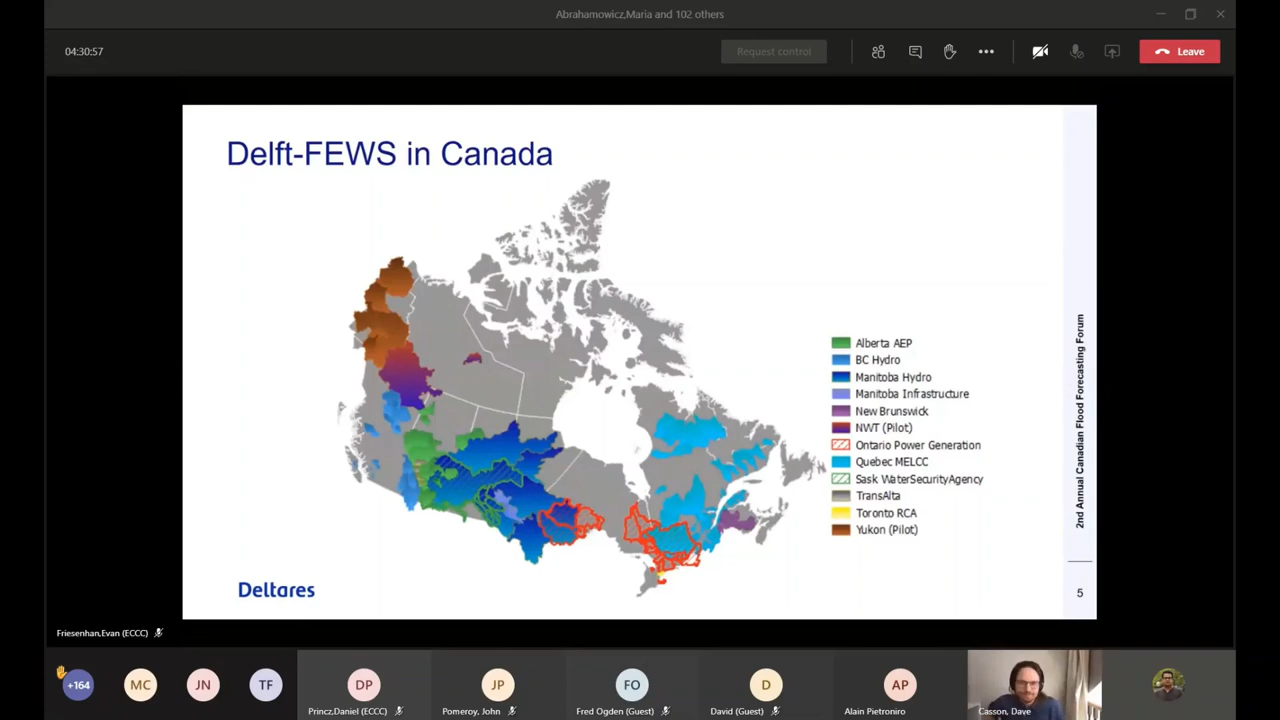 Abrahamowicz,Maria and 102 others
04:30:57
Request control
Leave
Delft-FEWS in Canada
Alberta AEP
BC Hydro
Manitoba Hydro
Manitoba Infrastructure
New Brunswick
NWT (Pilot)
Ontario Power Generation
Quebec MELCC
Sask WaterSecurityAgency
TransAlta
Toronto RCA
Yukon (Pilot)
2nd Annual Canadian Flood Forecasting Forum
Deltares
5
Friesenhan,Evan (ECCC)
+164
MC
JN
TF
DP
JP
FO
D
AP
Princz,Daniel (ECCC)
Pomeroy, John
Fred Ogden (Guest)
David (Guest)
Alain Pietroniro
Casson, Dave